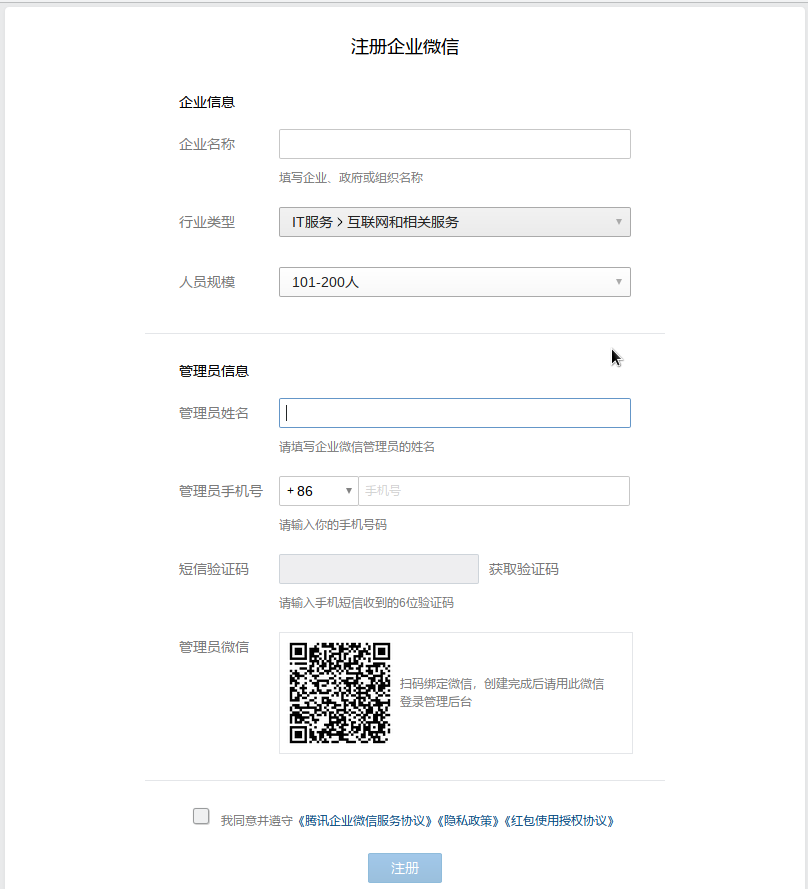 注册企业微信
企业信息
企业名称
填写企业、政府或组织名称
行业类型 IT服务 > 互联网和相关服务
人员规模 101-200人
管理员信息
管理员姓名
请填写企业微信管理员的姓名
管理员手机号 + 86 手机号
请输入你的手机号码
短信验证码 获取验证码
请输入手机短信收到的6位验证码
管理员微信
扫码绑定微信，创建完成后请用此微信
登录管理后台
我同意并遵守《腾讯企业微信服务协议》《隐私政策》《红包使用授权协议》
注册